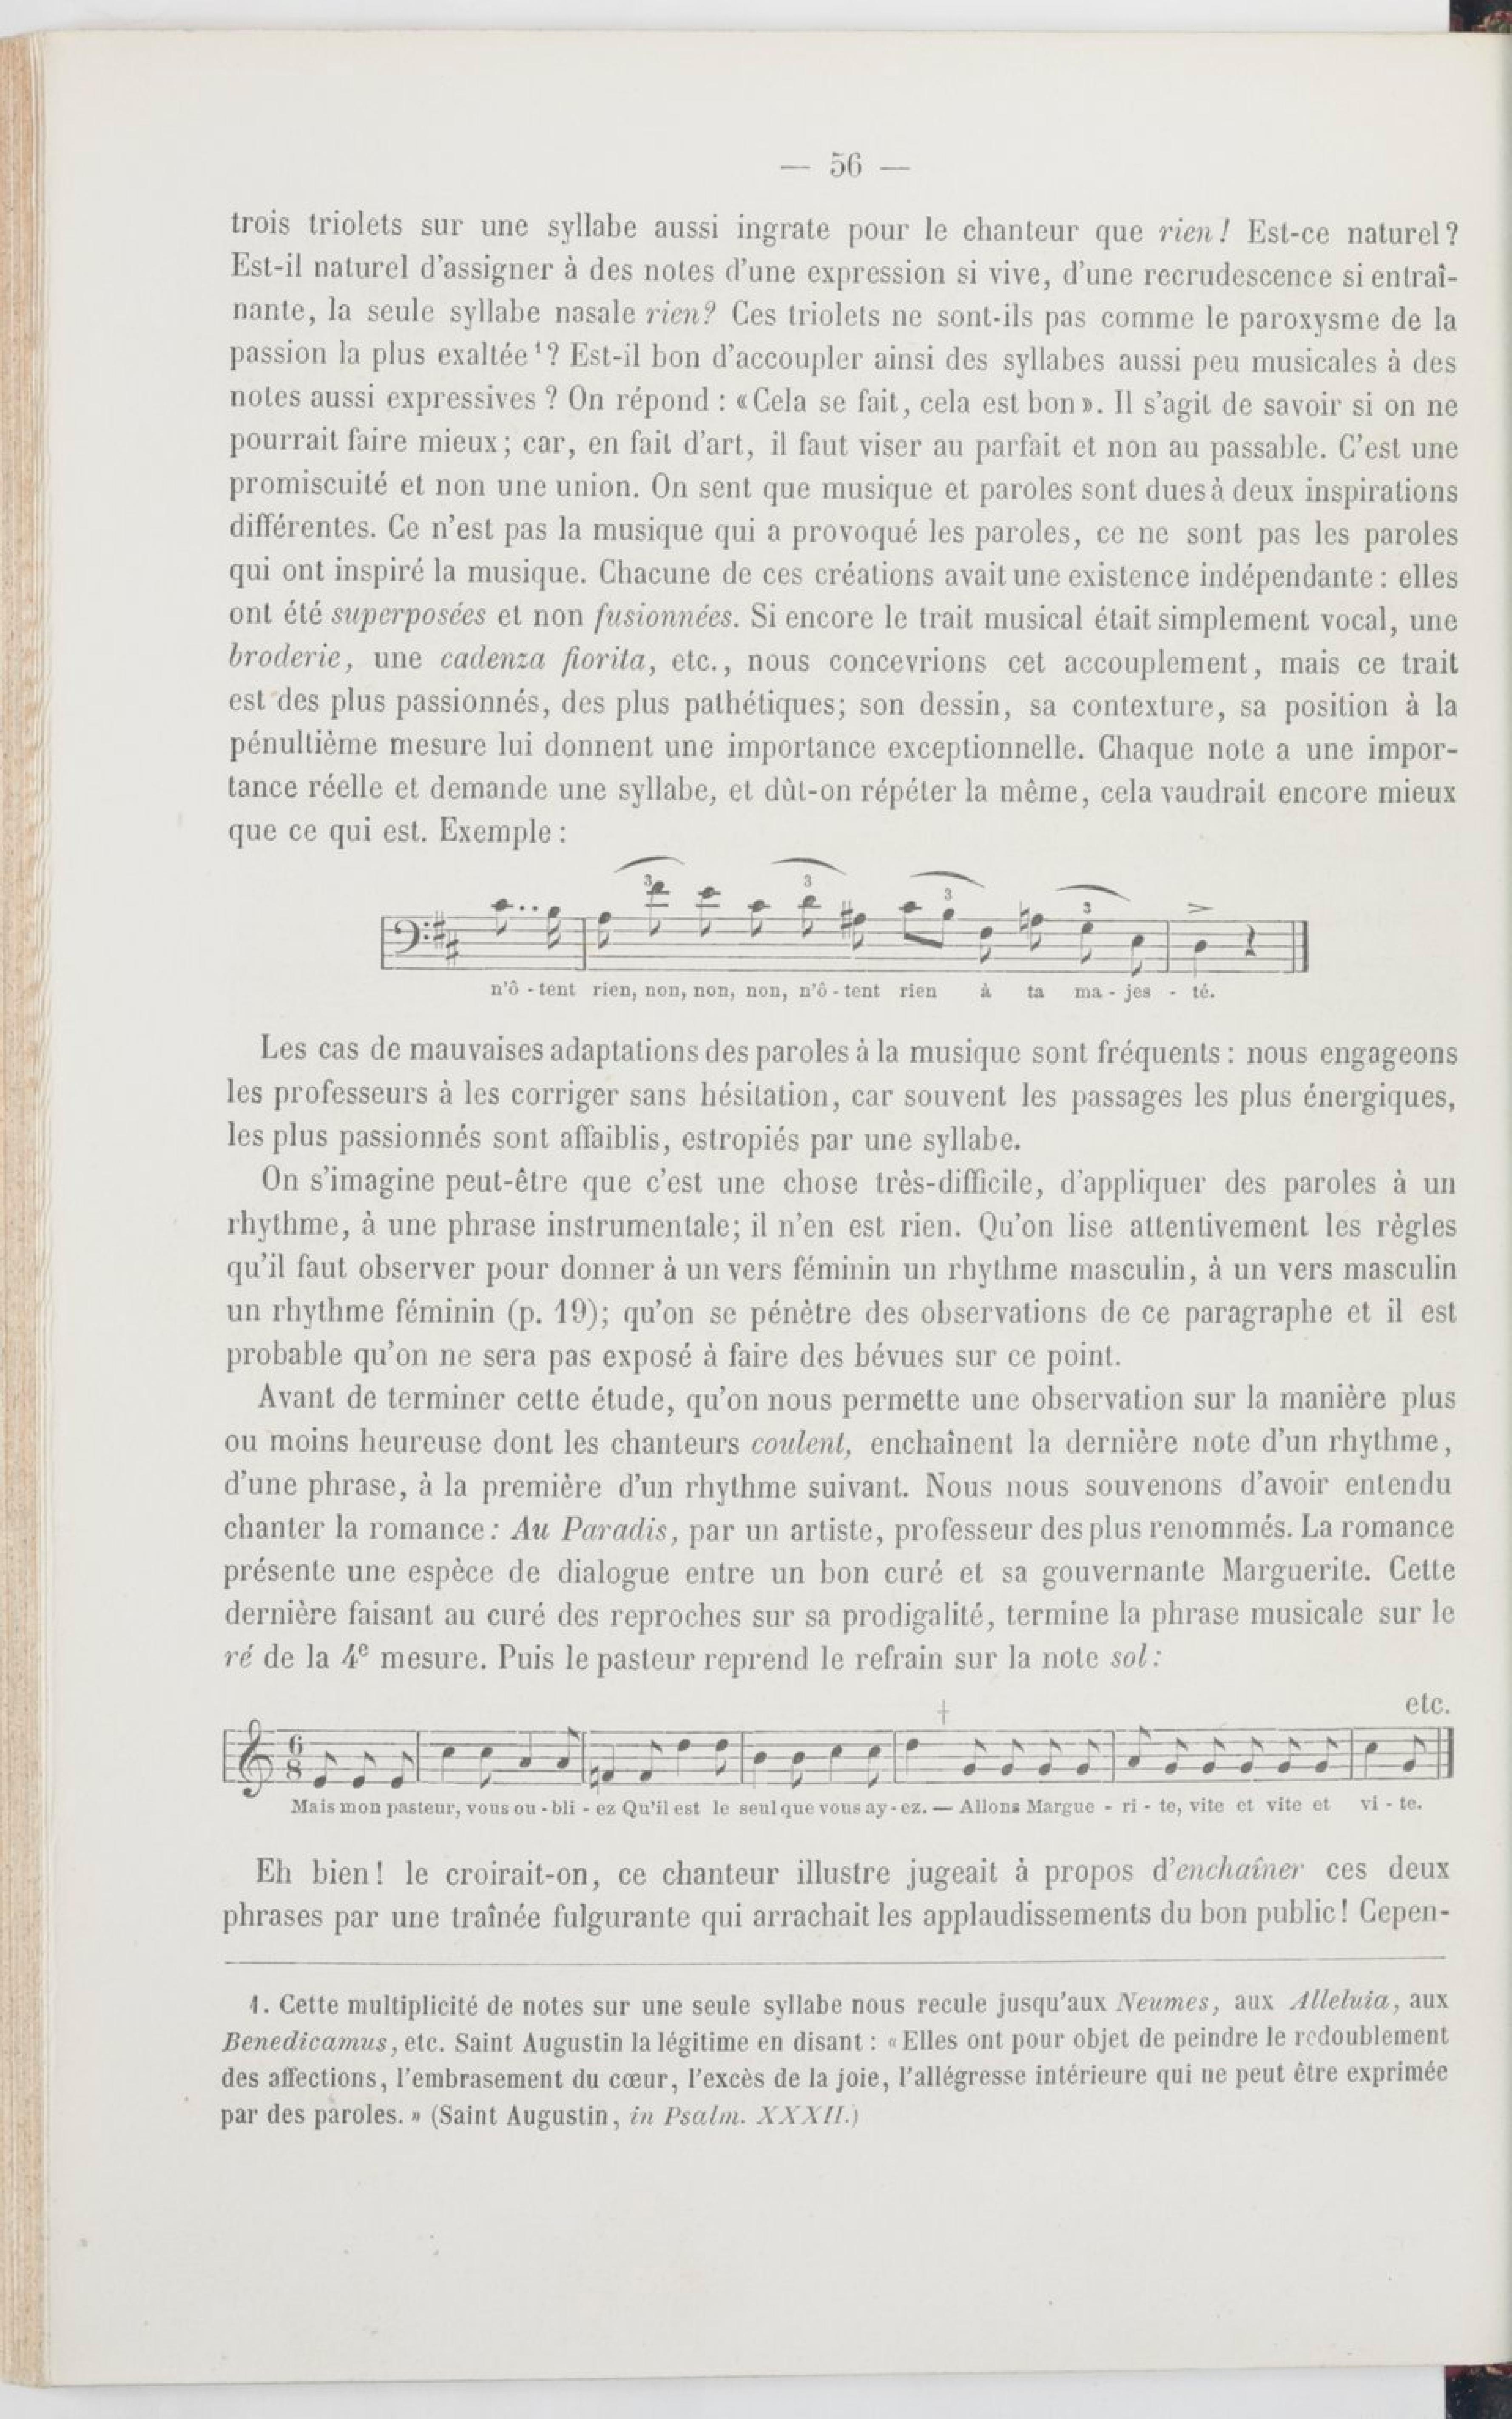 — 56 —
trois triolets sur une syllabe aussi ingrate pour le chanteur que rien! Est-ce naturel?
Est-il naturel d'assigner à des notes d'une expression si vive, d'une recrudescence si entraî-
nante, la seule syllabe nasale rien? Ces triolets ne sont-ils pas comme le paroxysme de la
passion la plus exaltée ¹? Est-il bon d'accoupler ainsi des syllabes aussi peu musicales à des
notes aussi expressives ? On répond : «Cela se fait, cela est bon». Il s'agit de savoir si on ne
pourrait faire mieux; car, en fait d'art, il faut viser au parfait et non au passable. C'est une
promiscuité et non une union. On sent que musique et paroles sont dues à deux inspirations
différentes. Ce n'est pas la musique qui a provoqué les paroles, ce ne sont pas les paroles
qui ont inspiré la musique. Chacune de ces créations avait une existence indépendante : elles
ont été superposées et non fusionnées. Si encore le trait musical était simplement vocal, une
broderie, une cadenza fiorita, etc., nous concevrions cet accouplement, mais ce trait
est des plus passionnés, des plus pathétiques; son dessin, sa contexture, sa position à la
pénultième mesure lui donnent une importance exceptionnelle. Chaque note a une impor-
tance réelle et demande une syllabe, et dût-on répéter la même, cela vaudrait encore mieux
que ce qui est. Exemple :
3 3 3 3
n'ô - tent rien, non, non, non, n'ô - tent rien à ta ma - jes - té.
Les cas de mauvaises adaptations des paroles à la musique sont fréquents : nous engageons
les professeurs à les corriger sans hésitation, car souvent les passages les plus énergiques,
les plus passionnés sont affaiblis, estropiés par une syllabe.
On s'imagine peut-être que c'est une chose très-difficile, d'appliquer des paroles à un
rhythme, à une phrase instrumentale; il n'en est rien. Qu'on lise attentivement les règles
qu'il faut observer pour donner à un vers féminin un rhythme masculin, à un vers masculin
un rhythme féminin (p. 19); qu'on se pénètre des observations de ce paragraphe et il est
probable qu'on ne sera pas exposé à faire des bévues sur ce point.
Avant de terminer cette étude, qu'on nous permette une observation sur la manière plus
ou moins heureuse dont les chanteurs coulent, enchaînent la dernière note d'un rhythme,
d'une phrase, à la première d'un rhythme suivant. Nous nous souvenons d'avoir entendu
chanter la romance : Au Paradis, par un artiste, professeur des plus renommés. La romance
présente une espèce de dialogue entre un bon curé et sa gouvernante Marguerite. Cette
dernière faisant au curé des reproches sur sa prodigalité, termine la phrase musicale sur le
ré de la 4e mesure. Puis le pasteur reprend le refrain sur la note sol :
† etc.
6
8
Mais mon pasteur, vous ou - bli - ez Qu'il est le seul que vous ay - ez. — Allons Margue - ri - te, vite et vite et vi - te.
Eh bien! le croirait-on, ce chanteur illustre jugeait à propos d'enchaîner ces deux
phrases par une traînée fulgurante qui arrachait les applaudissements du bon public! Cepen-
1. Cette multiplicité de notes sur une seule syllabe nous recule jusqu'aux Neumes, aux Alleluia, aux
Benedicamus, etc. Saint Augustin la légitime en disant : «Elles ont pour objet de peindre le redoublement
des affections, l'embrasement du cœur, l'excès de la joie, l'allégresse intérieure qui ne peut être exprimée
par des paroles. » (Saint Augustin, in Psalm. XXXII.)